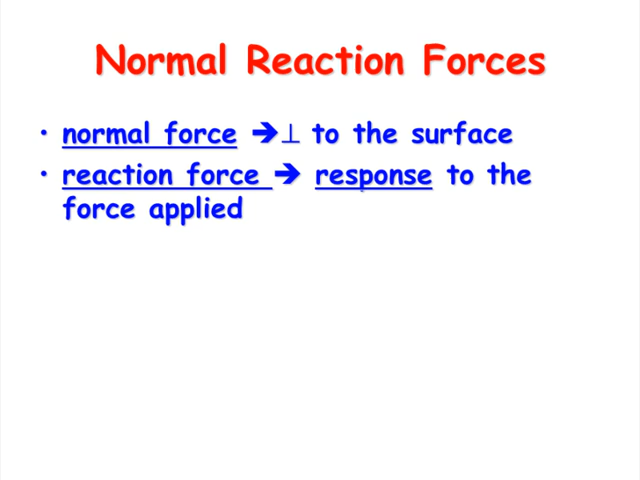 Normal Reaction Forces
• normal force ➔⊥ to the surface
• reaction force ➔ response to the
force applied